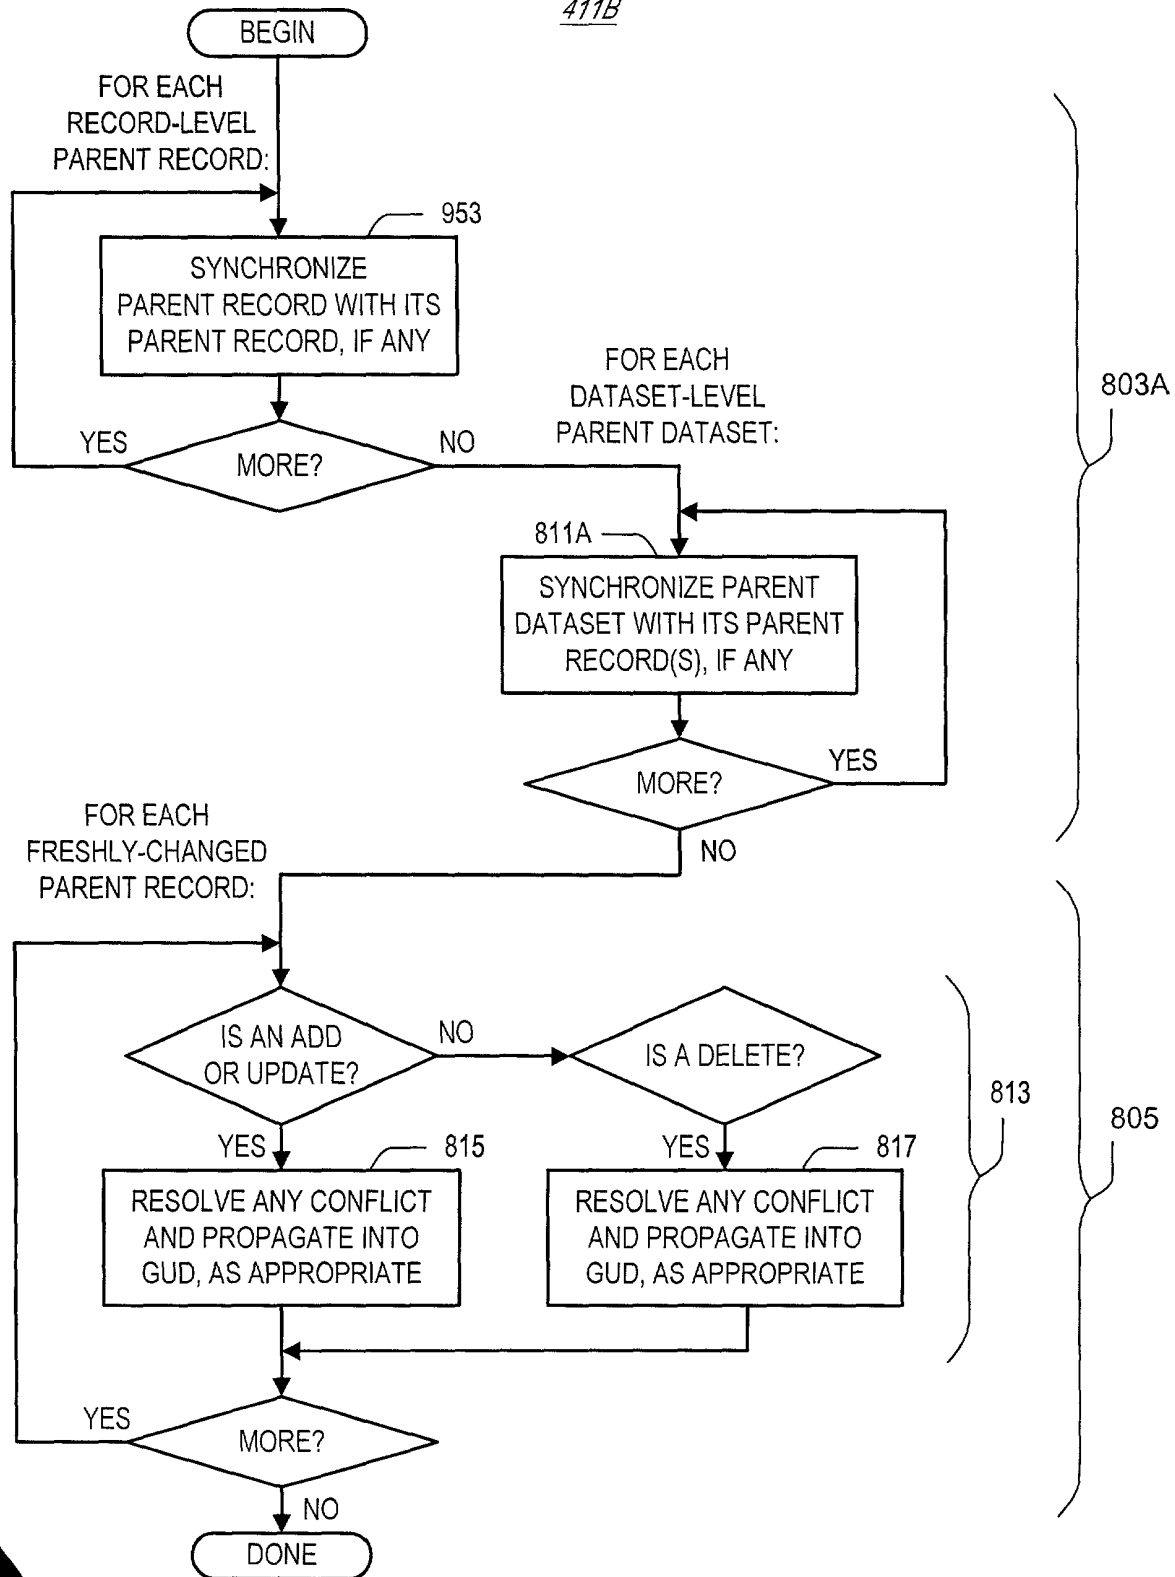 411B
BEGIN
FOR EACH
RECORD-LEVEL
PARENT RECORD:
953
SYNCHRONIZE
PARENT RECORD WITH ITS
PARENT RECORD, IF ANY
YES
MORE?
NO
FOR EACH
DATASET-LEVEL
PARENT DATASET:
803A
811A
SYNCHRONIZE PARENT
DATASET WITH ITS PARENT
RECORD(S), IF ANY
MORE?
YES
NO
FOR EACH
FRESHLY-CHANGED
PARENT RECORD:
IS AN ADD
OR UPDATE?
NO
IS A DELETE?
813
805
YES
815
YES
817
RESOLVE ANY CONFLICT
AND PROPAGATE INTO
GUD, AS APPROPRIATE
RESOLVE ANY CONFLICT
AND PROPAGATE INTO
GUD, AS APPROPRIATE
YES
MORE?
NO
DONE